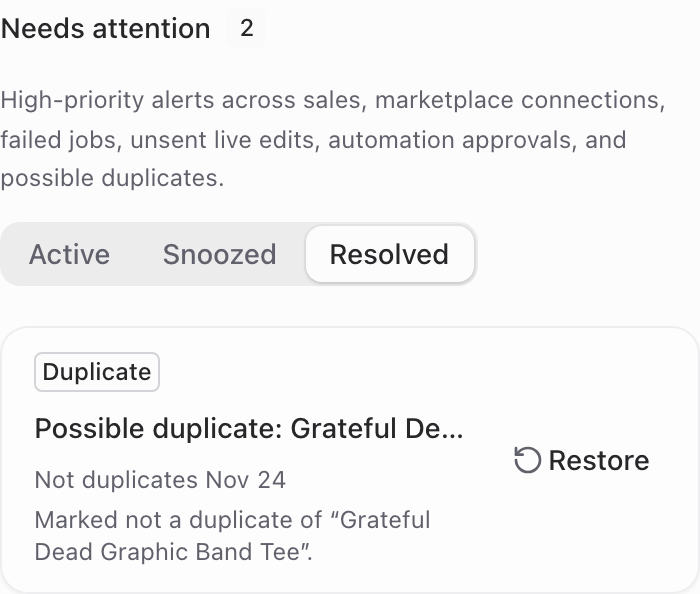 Needs attention 2
High-priority alerts across sales, marketplace connections,
failed jobs, unsent live edits, automation approvals, and
possible duplicates.
Active Snoozed Resolved
Duplicate
Possible duplicate: Grateful De...
Restore
Not duplicates Nov 24
Marked not a duplicate of “Grateful
Dead Graphic Band Tee”.